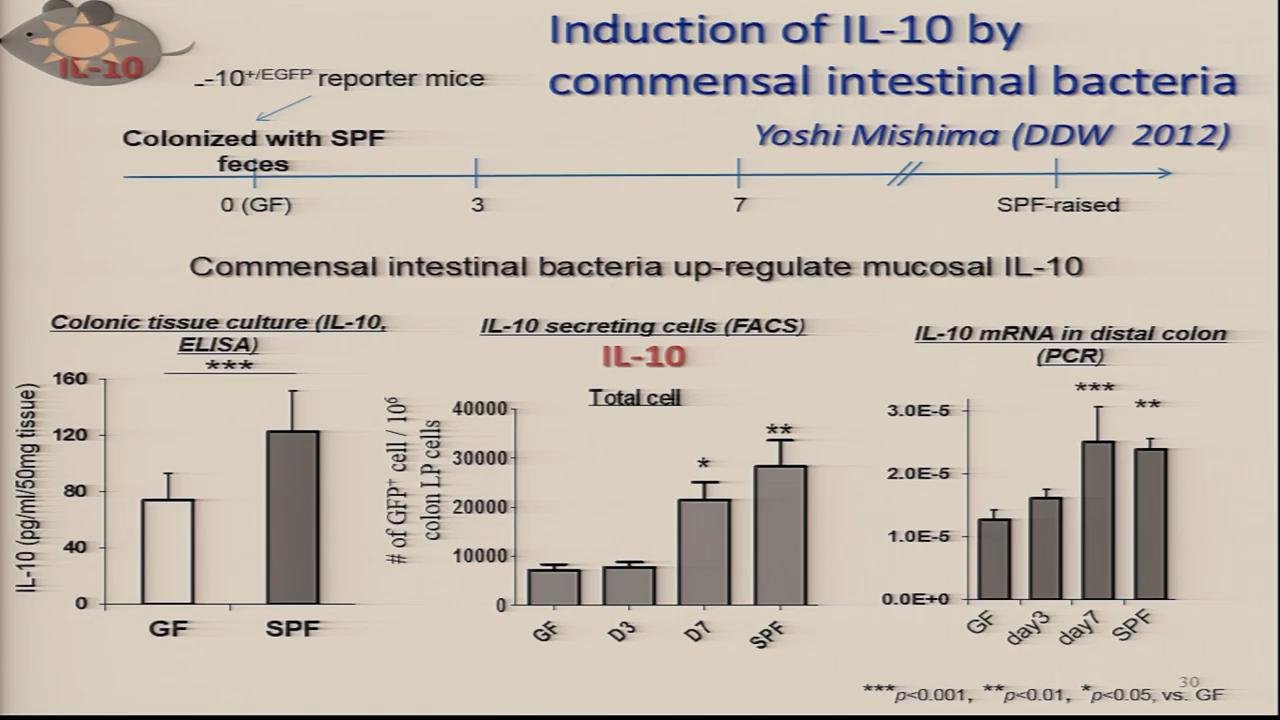 Induction of IL-10 by
commensal intestinal bacteria
Yoshi Mishima (DDW 2012)
IL-10
-10+/EGFP reporter mice
Colonized with SPF
feces
0 (GF)
3
7
SPF-raised
Commensal intestinal bacteria up-regulate mucosal IL-10
Colonic tissue culture (IL-10,
ELISA)
***
IL-10 (pg/ml/50mg tissue)
160
120
80
40
0
GF
SPF
IL-10 secreting cells (FACS)
IL-10
Total cell
# of GFP+ cell / 10⁶
colon LP cells
40000
30000
20000
10000
0
*
**
GF
D3
D7
SPF
IL-10 mRNA in distal colon
(PCR)
***
**
3.0E-5
2.0E-5
1.0E-5
0.0E+0
GF
day3
day7
SPF
30
***p<0.001, **p<0.01, *p<0.05, vs. GF